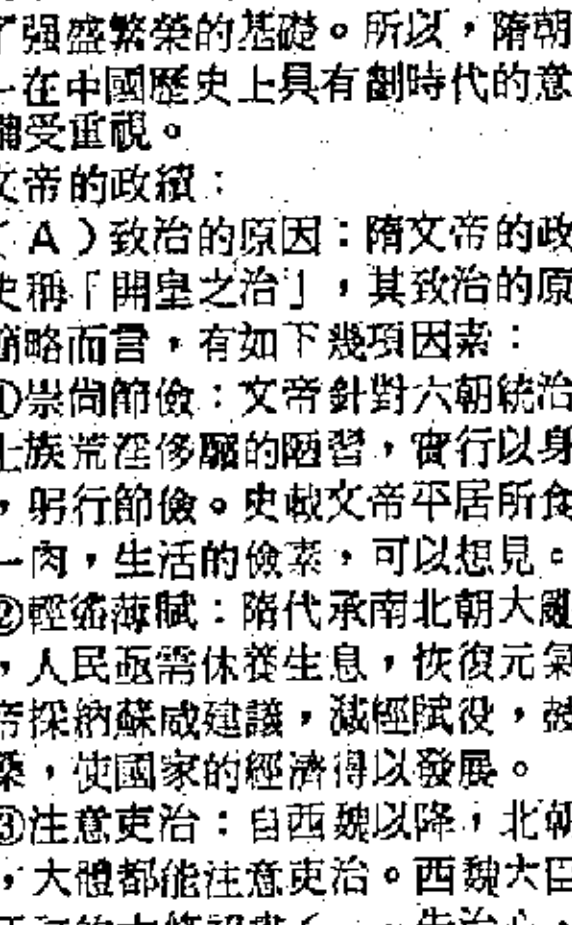 了强盛繁榮的基礎。所以，隋朝
一在中國歷史上具有劃時代的意
備受重視。
文帝的政績：
（A）致治的原因：隋文帝的政
史稱「開皇之治」，其致治的原
簡略而言，有如下幾項因素：
①崇尚節儉：文帝針對六朝統治
士族荒淫侈靡的陋習，實行以身
，躬行節儉。史載文帝平居所食
一肉，生活的儉素，可以想見。
②輕徭薄賦：隋代承南北朝大亂
，人民亟需休養生息，恢復元氣
帝採納蘇威建議，減輕賦役，鼓
桑，使國家的經濟得以發展。
③注意吏治：自西魏以降，北朝
，大體都能注意吏治。西魏大臣